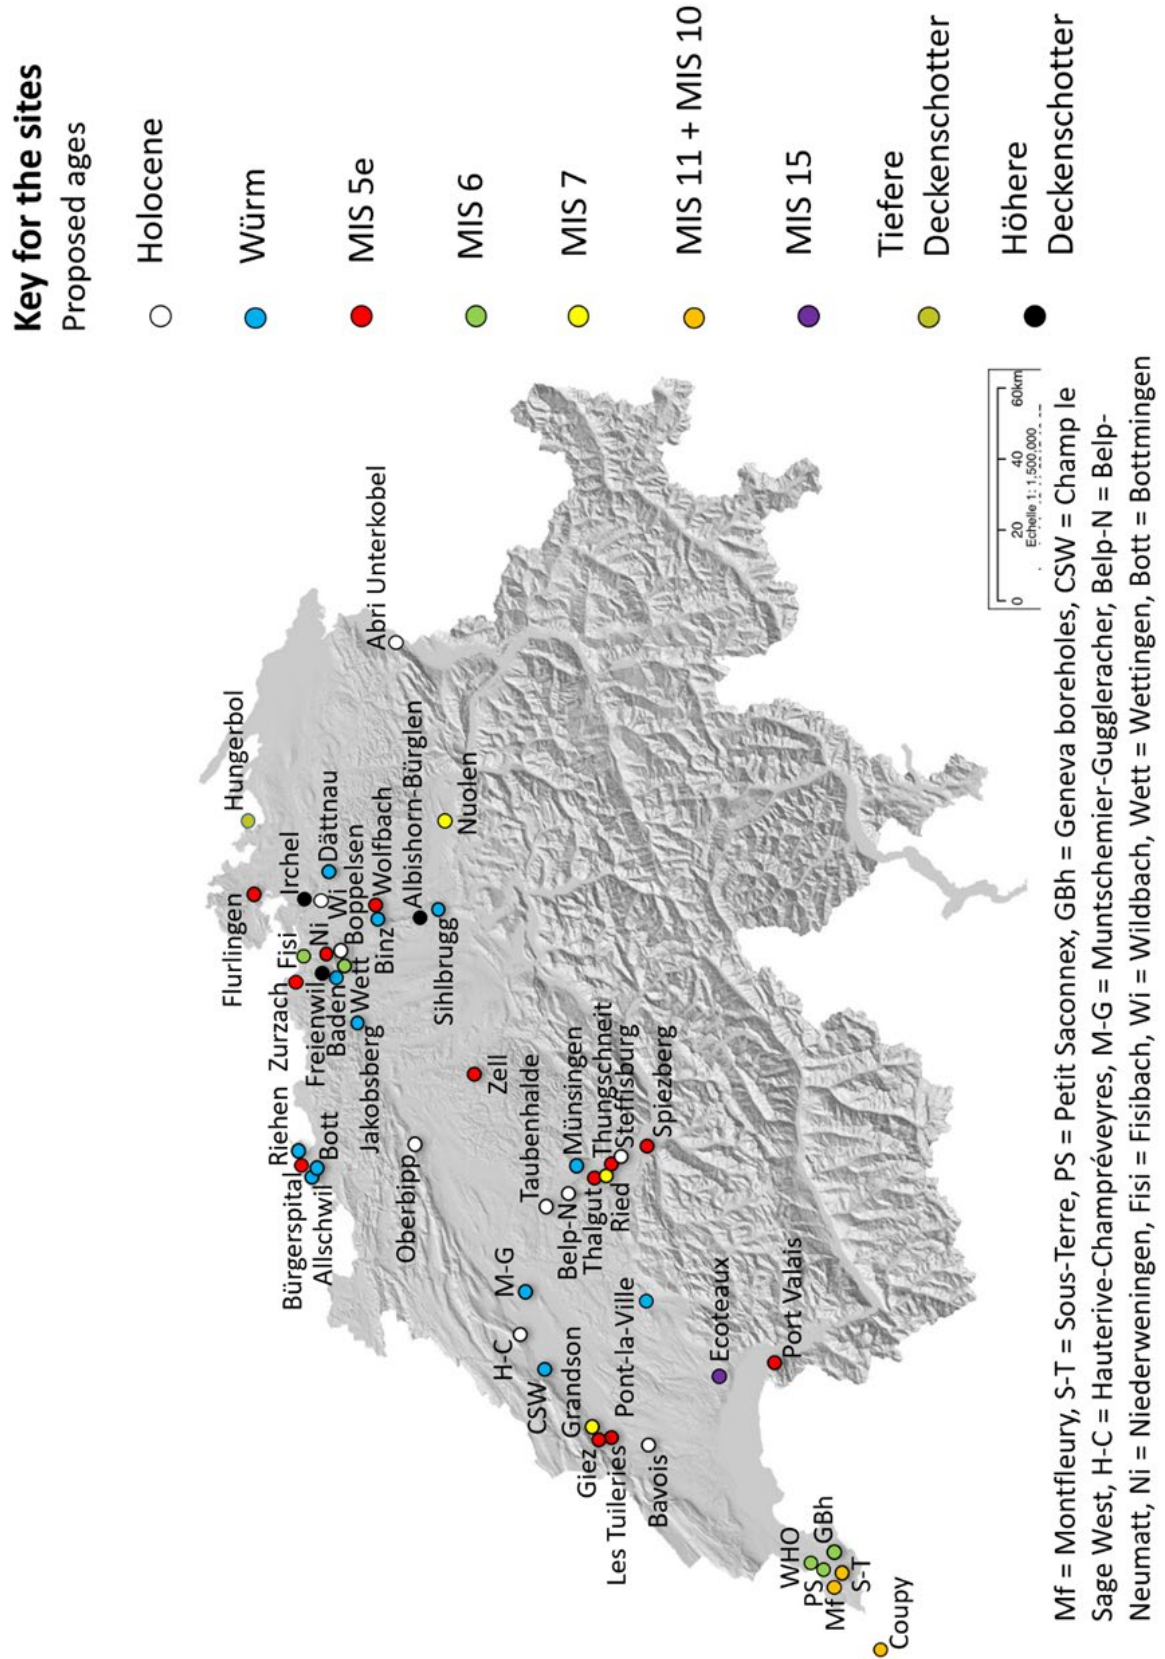 Key for the sites
Proposed ages
Holocene
Würm
MIS 5e
MIS 6
MIS 7
MIS 11 + MIS 10
MIS 15
Tiefere
Deckenschotter
Höhere
Deckenschotter
Hungerbol
Flurlingen
Irchel
Dättnau
Fisi
Ni
Wi
Zurzach
Freienwil
Baden
Wett
Boppelsen
Wolfbach
Binz
Albishorn-Bürglen
Sihlbrugg
Nuolen
Abri Unterkobel
Jakobsberg
Riehen
Bürgerspital
Allschwil
Bott
Oberbipp
Zell
Taubenhalde
Münsingen
Belp-N
Thalgut
Thungschneit
Ried
Steffisburg
Spiezberg
M-G
H-C
CSW
Grandson
Giez
Les Tuileries
Pont-la-Ville
Bavois
Ecoteaux
Port Valais
WHO
GBh
PS
Mf
S-T
Coupy
0 20 40 60km
Echelle 1: 1,500,000
Mf = Montfleury, S-T = Sous-Terre, PS = Petit Saconnex, GBh = Geneva boreholes, CSW = Champ le
Sage West, H-C = Hauterive-Champréveyres, M-G = Muntschemier-Guggleracher, Belp-N = Belp-
Neumatt, Ni = Niederweningen, Fisi = Fisibach, Wi = Wildbach, Wett = Wettingen, Bott = Bottmingen